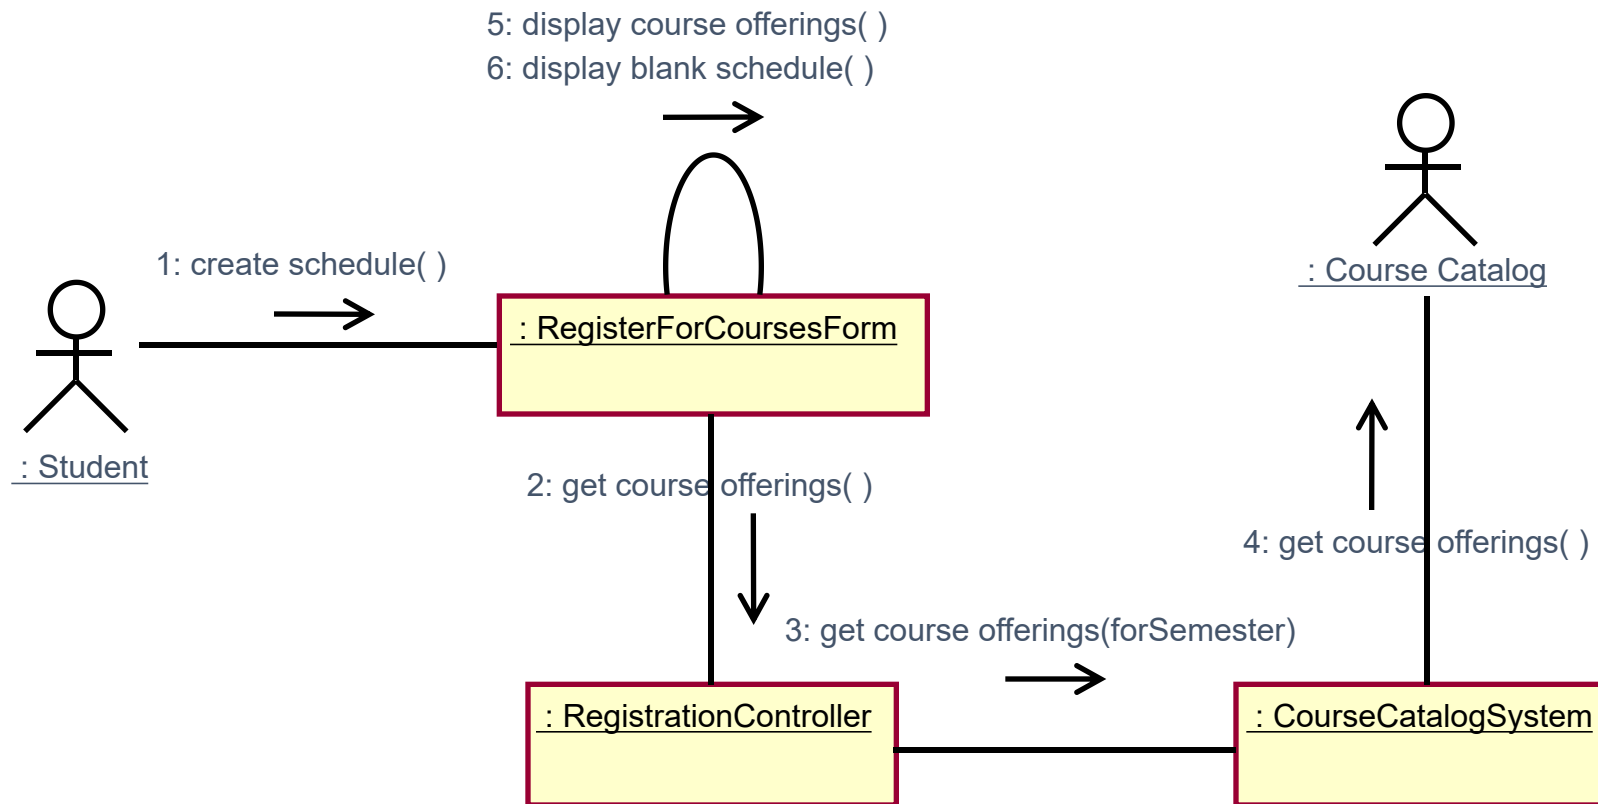 5: display course offerings( )
6: display blank schedule( )
1: create schedule( )
: Course Catalog
: RegisterForCoursesForm
: Student
2: get course offerings( )
4: get course offerings( )
3: get course offerings(forSemester)
: RegistrationController
: CourseCatalogSystem